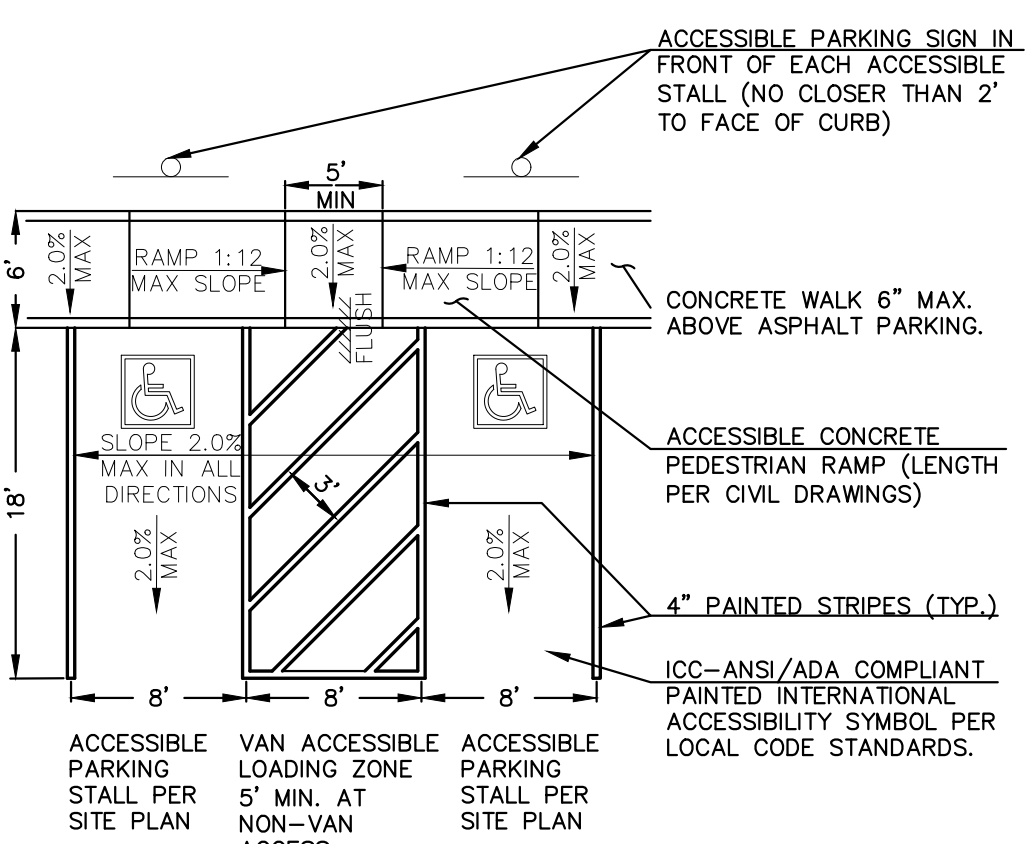 ACCESSIBLE PARKING SIGN IN
FRONT OF EACH ACCESSIBLE
STALL (NO CLOSER THAN 2'
TO FACE OF CURB)
5'
MIN
6'
2.0%
MAX
RAMP 1:12
MAX SLOPE
2.0%
MAX
RAMP 1:12
MAX SLOPE
2.0%
MAX
FLUSH
CONCRETE WALK 6" MAX.
ABOVE ASPHALT PARKING.
18'
SLOPE 2.0%
MAX IN ALL
DIRECTIONS
3'
ACCESSIBLE CONCRETE
PEDESTRIAN RAMP (LENGTH
PER CIVIL DRAWINGS)
2.0%
MAX
2.0%
MAX
4" PAINTED STRIPES (TYP.)
ICC-ANSI/ADA COMPLIANT
PAINTED INTERNATIONAL
ACCESSIBILITY SYMBOL PER
LOCAL CODE STANDARDS.
8'
8'
8'
ACCESSIBLE
PARKING
STALL PER
SITE PLAN
VAN ACCESSIBLE
LOADING ZONE
5' MIN. AT
NON-VAN
ACCESS
ACCESSIBLE
PARKING
STALL PER
SITE PLAN